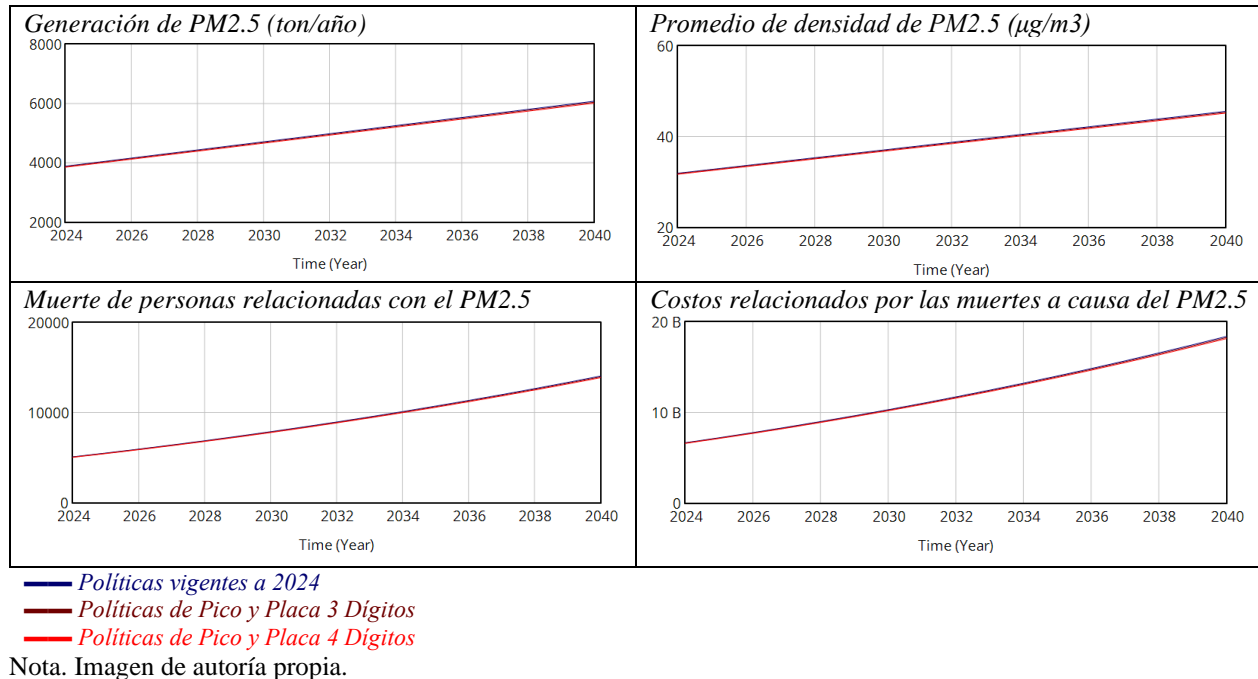 Generación de PM2.5 (ton/año)
8000
6000
4000
2000
2024 2026 2028 2030 2032 2034 2036 2038 2040
Time (Year)
Promedio de densidad de PM2.5 (µg/m3)
60
40
20
2024 2026 2028 2030 2032 2034 2036 2038 2040
Time (Year)
Muerte de personas relacionadas con el PM2.5
20000
10000
0
2024 2026 2028 2030 2032 2034 2036 2038 2040
Time (Year)
Costos relacionados por las muertes a causa del PM2.5
20 B
10 B
0
2024 2026 2028 2030 2032 2034 2036 2038 2040
Time (Year)
Políticas vigentes a 2024
Políticas de Pico y Placa 3 Dígitos
Políticas de Pico y Placa 4 Dígitos
Nota. Imagen de autoría propia.